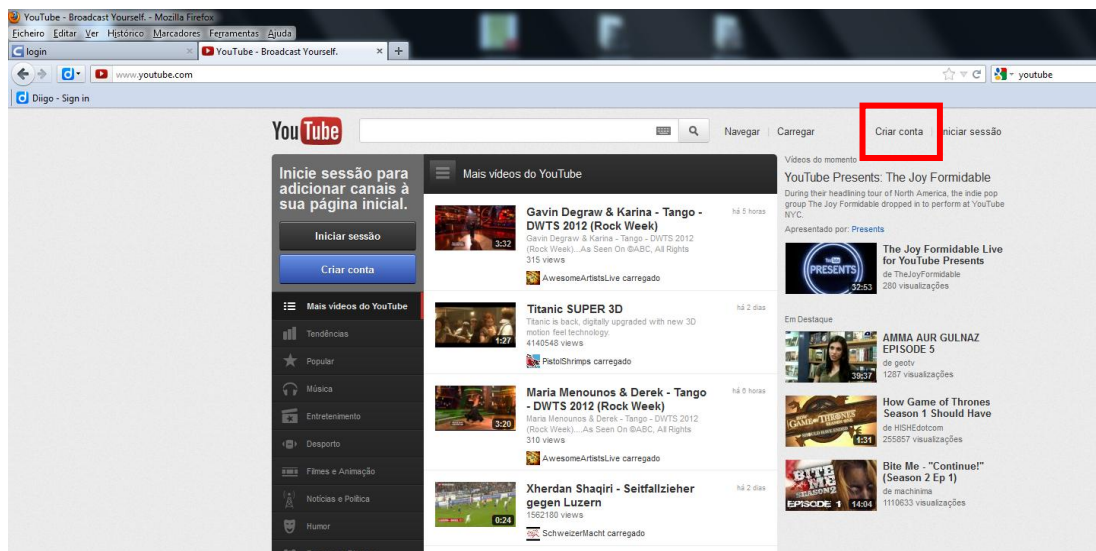 YouTube - Broadcast Yourself. - Mozilla Firefox
Ficheiro Editar Ver Histórico Marcadores Ferramentas Ajuda
login
YouTube - Broadcast Yourself.
www.youtube.com
youtube
Diigo - Sign in
YouTube
Navegar
Carregar
Criar conta
Iniciar sessão
Inicie sessão para
adicionar canais à
sua página inicial.
Iniciar sessão
Criar conta
Mais vídeos do YouTube
Tendências
Popular
Música
Entretenimento
Desporto
Filmes e Animação
Notícias e Política
Humor
Mais vídeos do YouTube
Gavin Degraw & Karina - Tango -
DWTS 2012 (Rock Week)
há 5 horas
Gavin Degraw & Karina - Tango - DWTS 2012
(Rock Week)...As Seen On ©ABC, All Rights
315 views
AwesomeArtistsLive carregado
3:32
Titanic SUPER 3D
há 2 dias
Titanic is back, digitally upgraded with new 3D
motion feel technology.
4140548 views
PistolShrimps carregado
1:27
Maria Menounos & Derek - Tango
- DWTS 2012 (Rock Week)
há 6 horas
Maria Menounos & Derek - Tango - DWTS 2012
(Rock Week)....As Seen On ©ABC, All Rights
310 views
AwesomeArtistsLive carregado
3:20
Xherdan Shaqiri - Seitfallzieher
gegen Luzern
há 2 dias
1562180 views
SchweizerMacht carregado
0:24
Vídeos do momento
YouTube Presents: The Joy Formidable
During their headlining tour of North America, the indie pop
group The Joy Formidable dropped in to perform at YouTube
NYC.
Apresentado por: Presents
PRESENTS
32:53
The Joy Formidable Live
for YouTube Presents
de TheJoyFormidable
280 visualizações
Em Destaque
39:37
AMMA AUR GULNAZ
EPISODE 5
de geotv
1287 visualizações
GAME OF THRONES
1:31
How Game of Thrones
Season 1 Should Have
de HISHEdotcom
255857 visualizações
BITE
ME
SEASON2
EPISODE 1
14:04
Bite Me - "Continue!"
(Season 2 Ep 1)
de machinima
1110633 visualizações